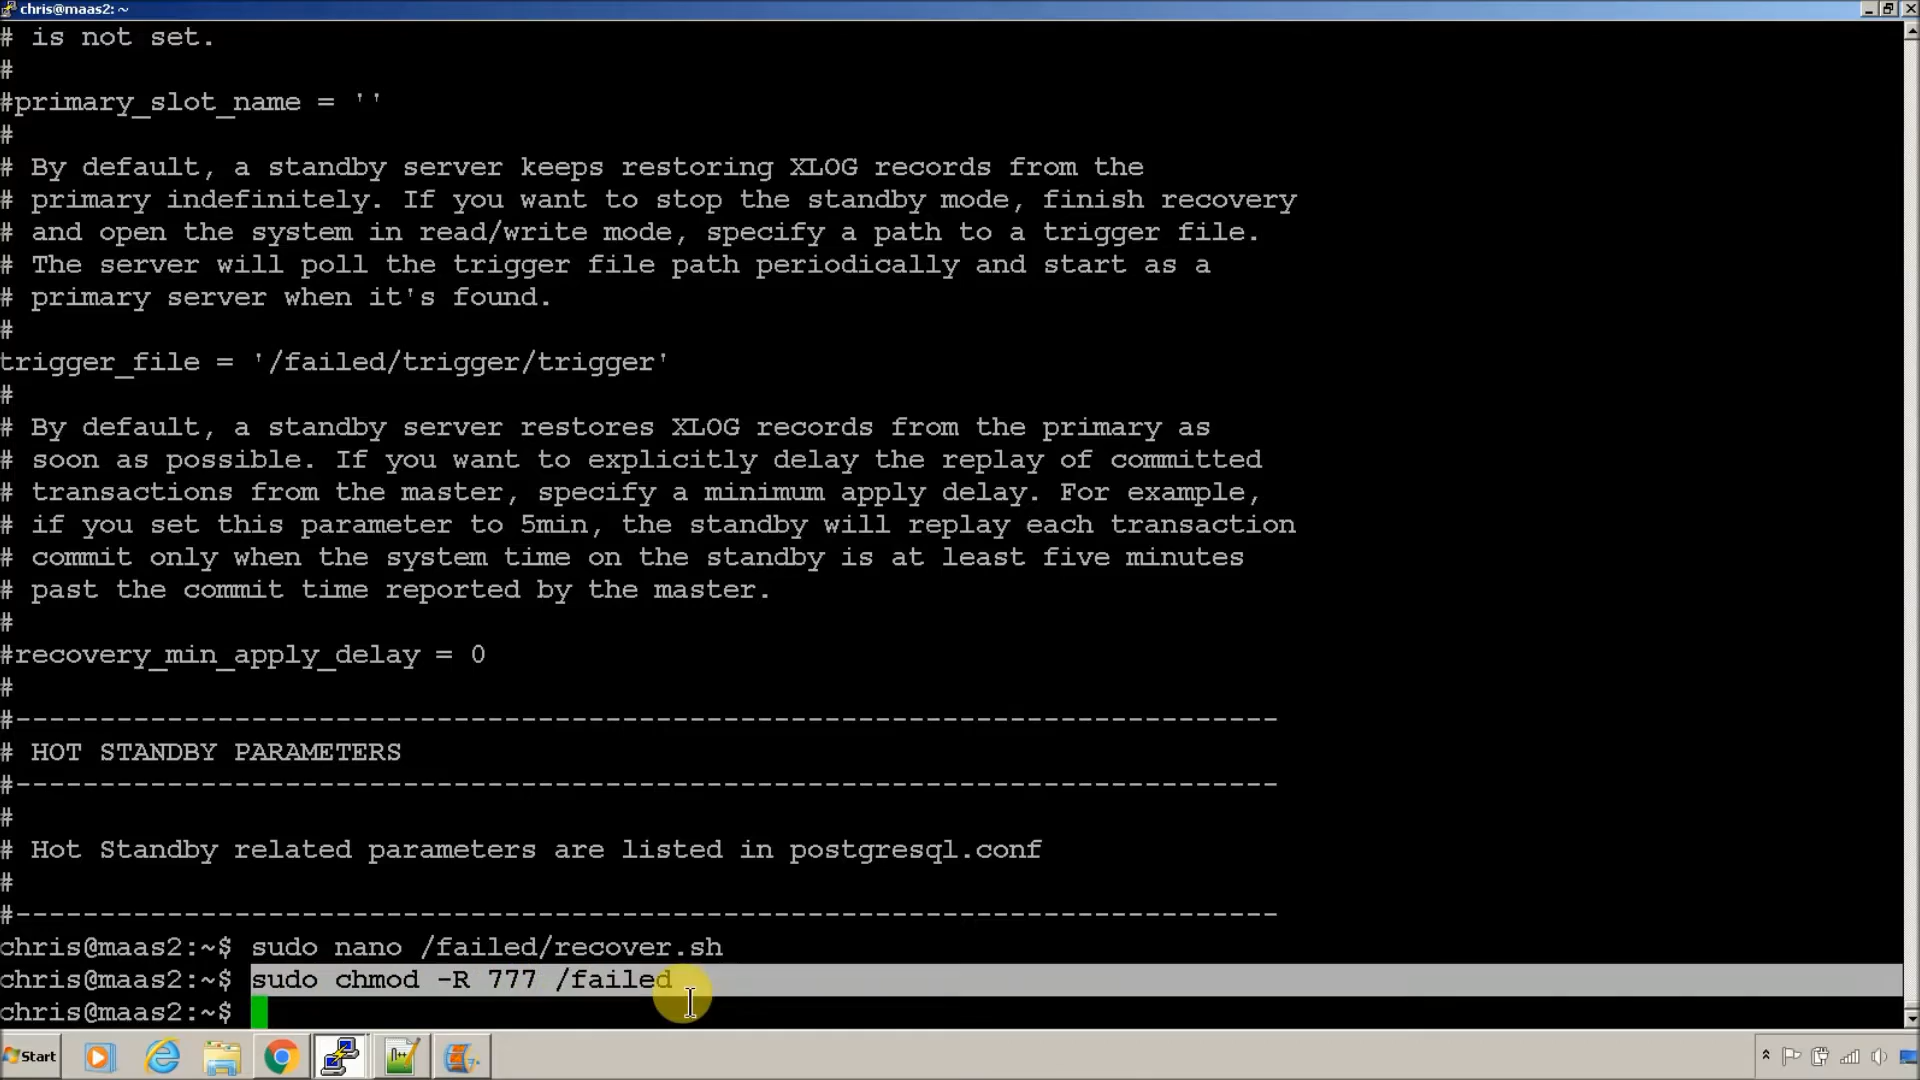 chris@maas2: ~
# is not set.
#
#primary_slot_name = ''
#
# By default, a standby server keeps restoring XLOG records from the
# primary indefinitely. If you want to stop the standby mode, finish recovery
# and open the system in read/write mode, specify a path to a trigger file.
# The server will poll the trigger file path periodically and start as a
# primary server when it's found.
#
trigger_file = '/failed/trigger/trigger'
#
# By default, a standby server restores XLOG records from the primary as
# soon as possible. If you want to explicitly delay the replay of committed
# transactions from the master, specify a minimum apply delay. For example,
# if you set this parameter to 5min, the standby will replay each transaction
# commit only when the system time on the standby is at least five minutes
# past the commit time reported by the master.
#
#recovery_min_apply_delay = 0
#
#---------------------------------------------------------------------------
# HOT STANDBY PARAMETERS
#---------------------------------------------------------------------------
#
# Hot Standby related parameters are listed in postgresql.conf
#
#---------------------------------------------------------------------------
chris@maas2:~$ sudo nano /failed/recover.sh
chris@maas2:~$ sudo chmod -R 777 /failed
chris@maas2:~$
Start